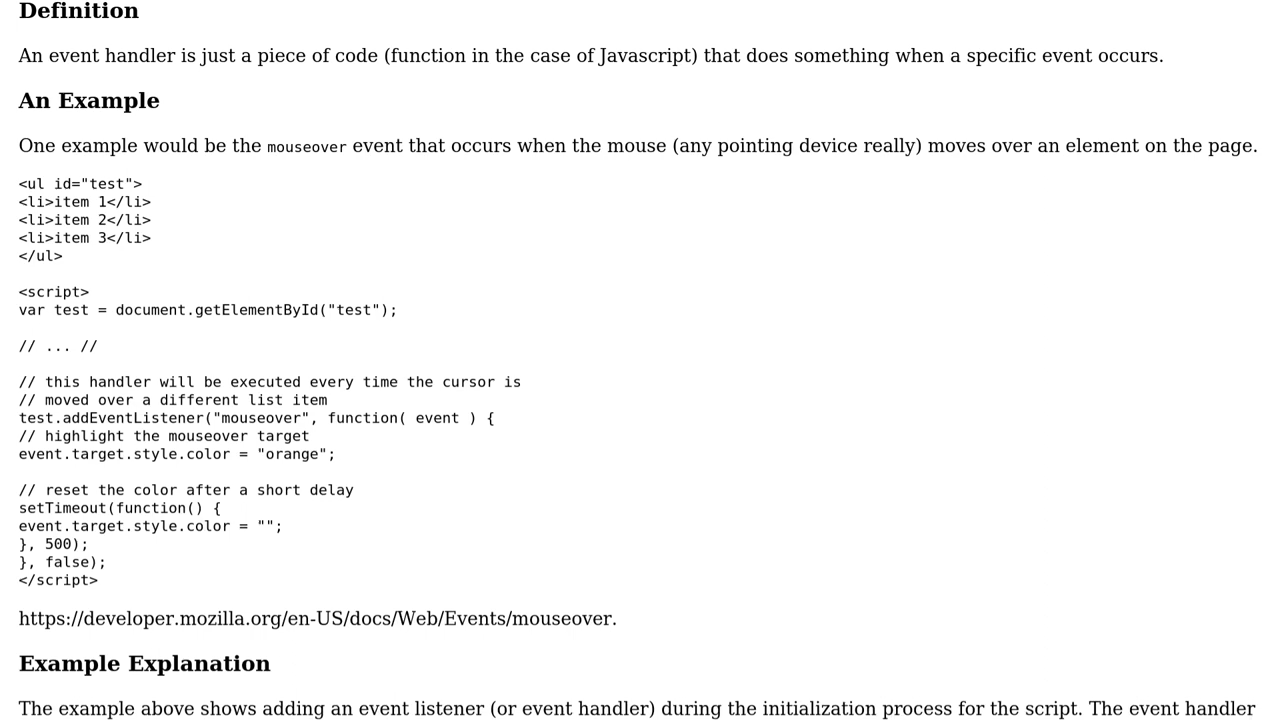 Definition
An event handler is just a piece of code (function in the case of Javascript) that does something when a specific event occurs.
An Example
One example would be the mouseover event that occurs when the mouse (any pointing device really) moves over an element on the page.
<ul id="test">
<li>item 1</li>
<li>item 2</li>
<li>item 3</li>
</ul>
<script>
var test = document.getElementById("test");
// ... //
// this handler will be executed every time the cursor is
// moved over a different list item
test.addEventListener("mouseover", function( event ) {
// highlight the mouseover target
event.target.style.color = "orange";
// reset the color after a short delay
setTimeout(function() {
event.target.style.color = "";
}, 500);
}, false);
</script>
https://developer.mozilla.org/en-US/docs/Web/Events/mouseover.
Example Explanation
The example above shows adding an event listener (or event handler) during the initialization process for the script. The event handler